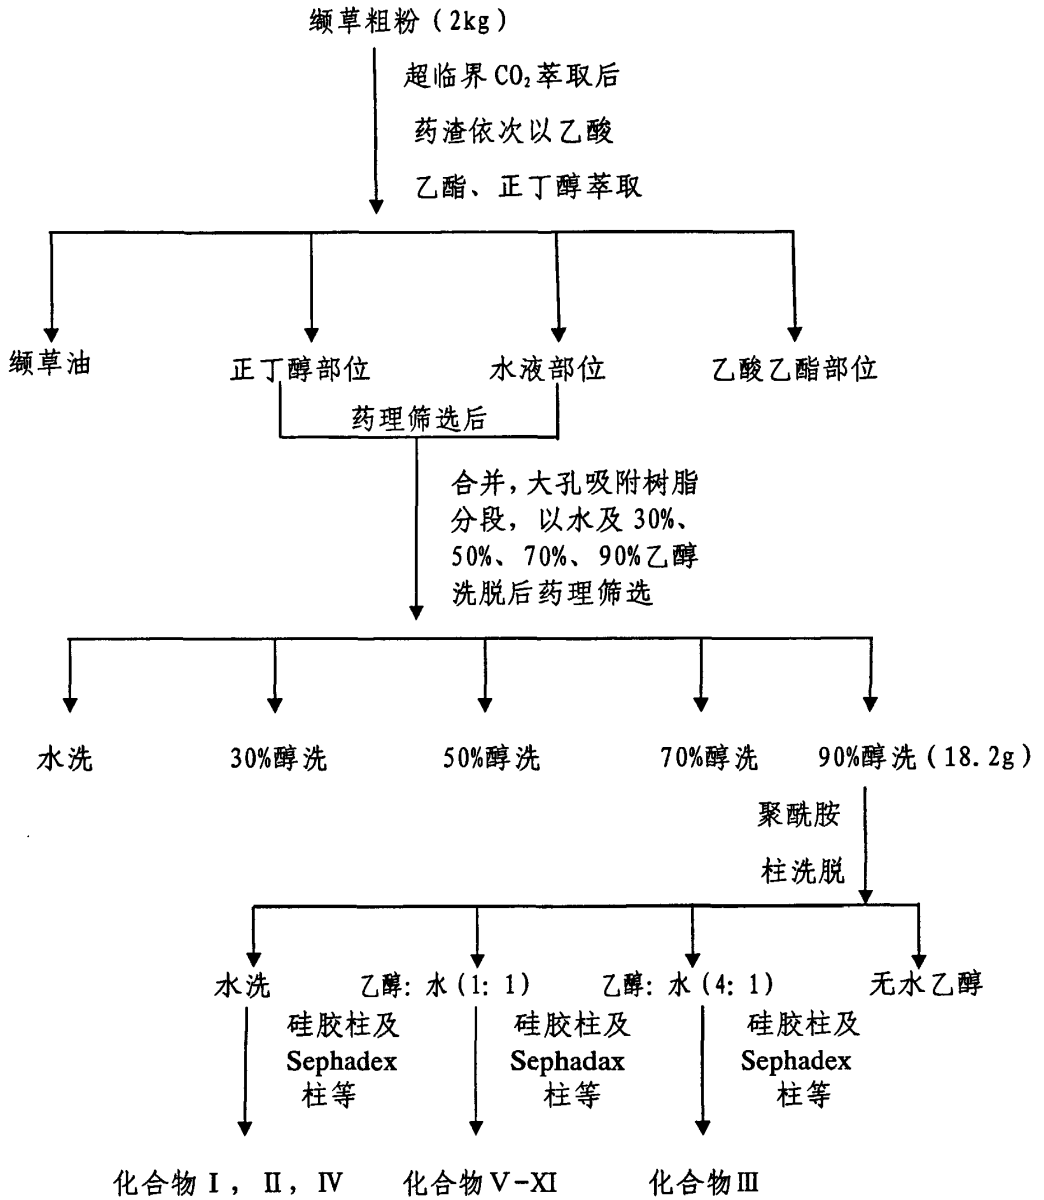 缬草粗粉(2kg)
超临界CO₂萃取后
药渣依次以乙酸
乙酯、正丁醇萃取
缬草油
正丁醇部位
水液部位
乙酸乙酯部位
药理筛选后
合并,大孔吸附树脂
分段,以水及30%、
50%、70%、90%乙醇
洗脱后药理筛选
水洗
30%醇洗
50%醇洗
70%醇洗
90%醇洗(18.2g)
聚酰胺
柱洗脱
水洗
乙醇:水(1:1)
乙醇:水(4:1)
无水乙醇
硅胶柱及
Sephadex
柱等
硅胶柱及
Sephadax
柱等
硅胶柱及
Sephadex
柱等
化合物Ⅰ,Ⅱ,Ⅳ
化合物Ⅴ-Ⅺ
化合物Ⅲ